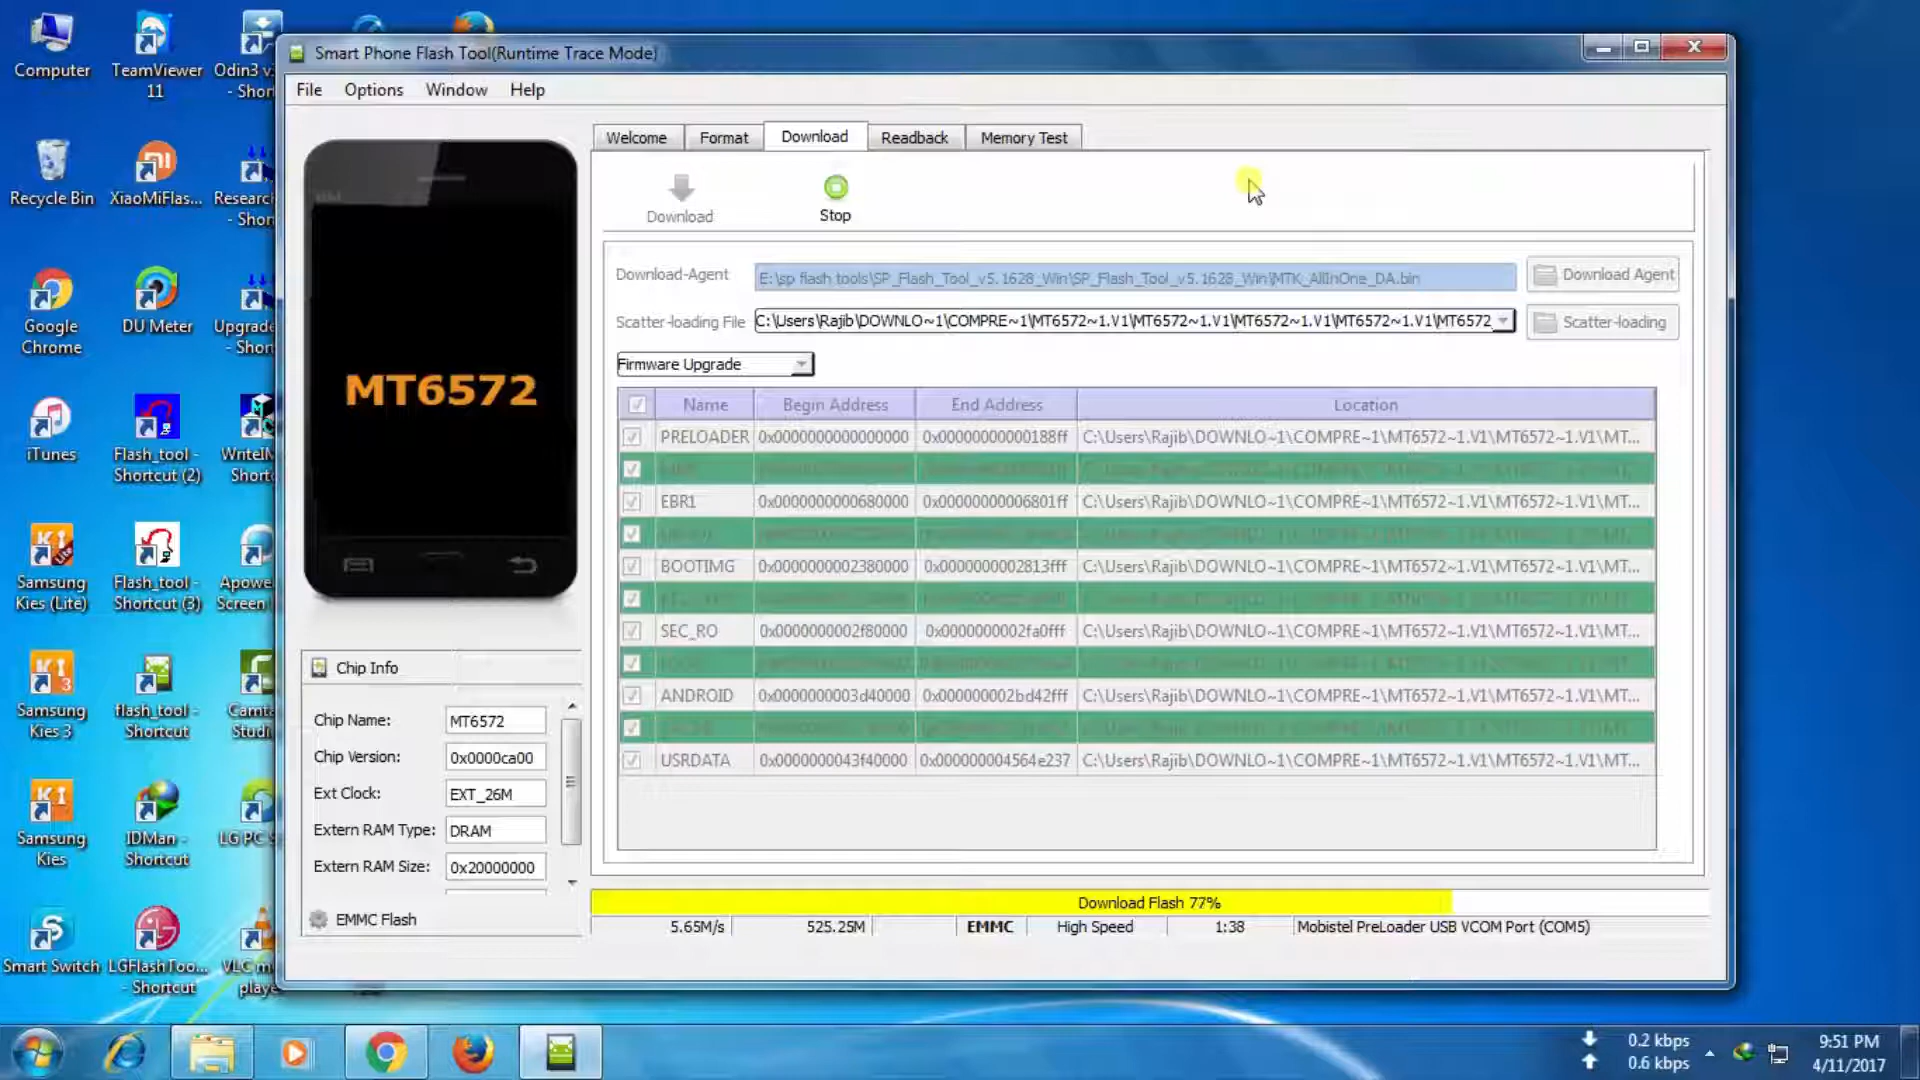 Computer
TeamViewer
11
Odin3 v.
- Shor
Recycle Bin
XiaoMiFlas...
Researc
- Shor
Google
Chrome
DU Meter
Upgrade
- Short
iTunes
Flash_tool -
Shortcut (2)
WriteIM
Short
Samsung
Kies (Lite)
Flash_tool -
Shortcut (3)
Apower
Screen
Samsung
Kies 3
flash_tool -
Shortcut
Camta
Studi
Samsung
Kies
IDMan -
Shortcut
LG PC S
Smart Switch
LGFlashToo...
- Shortcut
VLC m
playe
Smart Phone Flash Tool(Runtime Trace Mode)
File Options Window Help
Welcome Format Download Readback Memory Test
Download Stop
Download-Agent E:\sp flash tools\SP_Flash_Tool_v5.1628_Win\SP_Flash_Tool_v5.1628_Win\MTK_AllInOne_DA.bin Download Agent
Scatter-loading File C:\Users\Rajib\DOWNLO~1\COMPRE~1\MT6572~1.V1\MT6572~1.V1\MT6572~1.V1\MT6572~1.V1\MT6572_ Scatter-loading
Firmware Upgrade
Name Begin Address End Address Location
PRELOADER 0x0000000000000000 0x00000000000188ff C:\Users\Rajib\DOWNLO~1\COMPRE~1\MT6572~1.V1\MT6572~1.V1\MT...
EBR1 0x0000000000680000 0x00000000006801ff C:\Users\Rajib\DOWNLO~1\COMPRE~1\MT6572~1.V1\MT6572~1.V1\MT...
BOOTIMG 0x0000000002380000 0x0000000002813fff C:\Users\Rajib\DOWNLO~1\COMPRE~1\MT6572~1.V1\MT6572~1.V1\MT...
SEC_RO 0x0000000002f80000 0x0000000002fa0fff C:\Users\Rajib\DOWNLO~1\COMPRE~1\MT6572~1.V1\MT6572~1.V1\MT...
ANDROID 0x0000000003d40000 0x000000002bd42fff C:\Users\Rajib\DOWNLO~1\COMPRE~1\MT6572~1.V1\MT6572~1.V1\MT...
USRDATA 0x0000000043f40000 0x000000004564e237 C:\Users\Rajib\DOWNLO~1\COMPRE~1\MT6572~1.V1\MT6572~1.V1\MT...
MT6572
Chip Info
Chip Name: MT6572
Chip Version: 0x0000ca00
Ext Clock: EXT_26M
Extern RAM Type: DRAM
Extern RAM Size: 0x20000000
EMMC Flash
Download Flash 77%
5.65M/s 525.25M EMMC High Speed 1:38 Mobistel PreLoader USB VCOM Port (COM5)
0.2 kbps
0.6 kbps
9:51 PM
4/11/2017